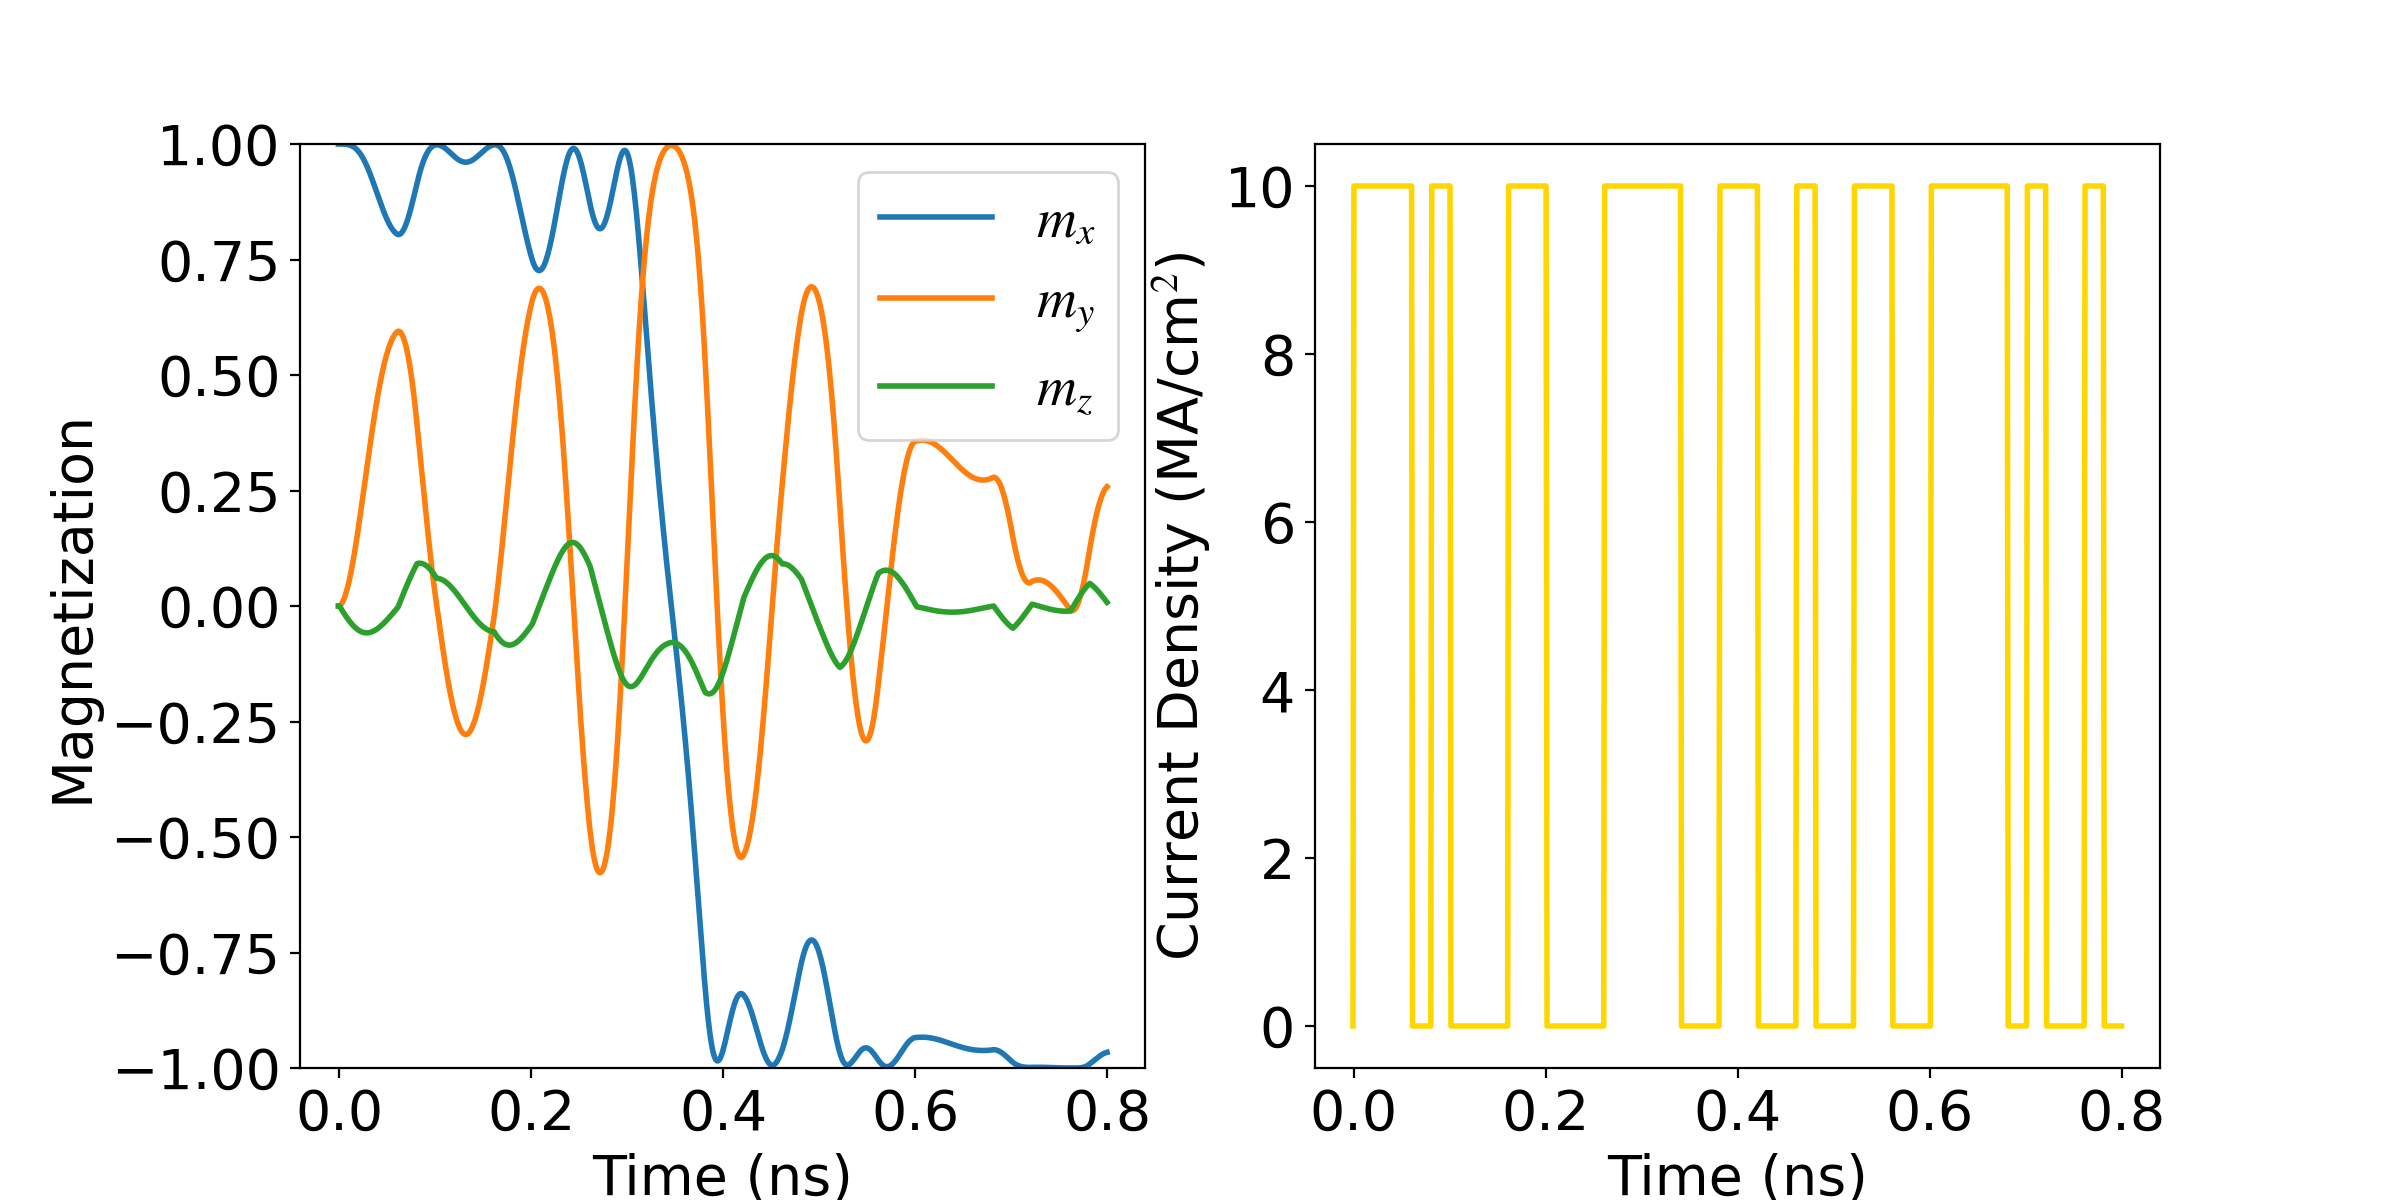 Magnetization
1.00
0.75
0.50
0.25
0.00
−0.25
−0.50
−0.75
−1.00
0.0 0.2 0.4 0.6 0.8
Time (ns)
m_x
m_y
m_z
Current Density (MA/cm²)
10
8
6
4
2
0
0.0 0.2 0.4 0.6 0.8
Time (ns)